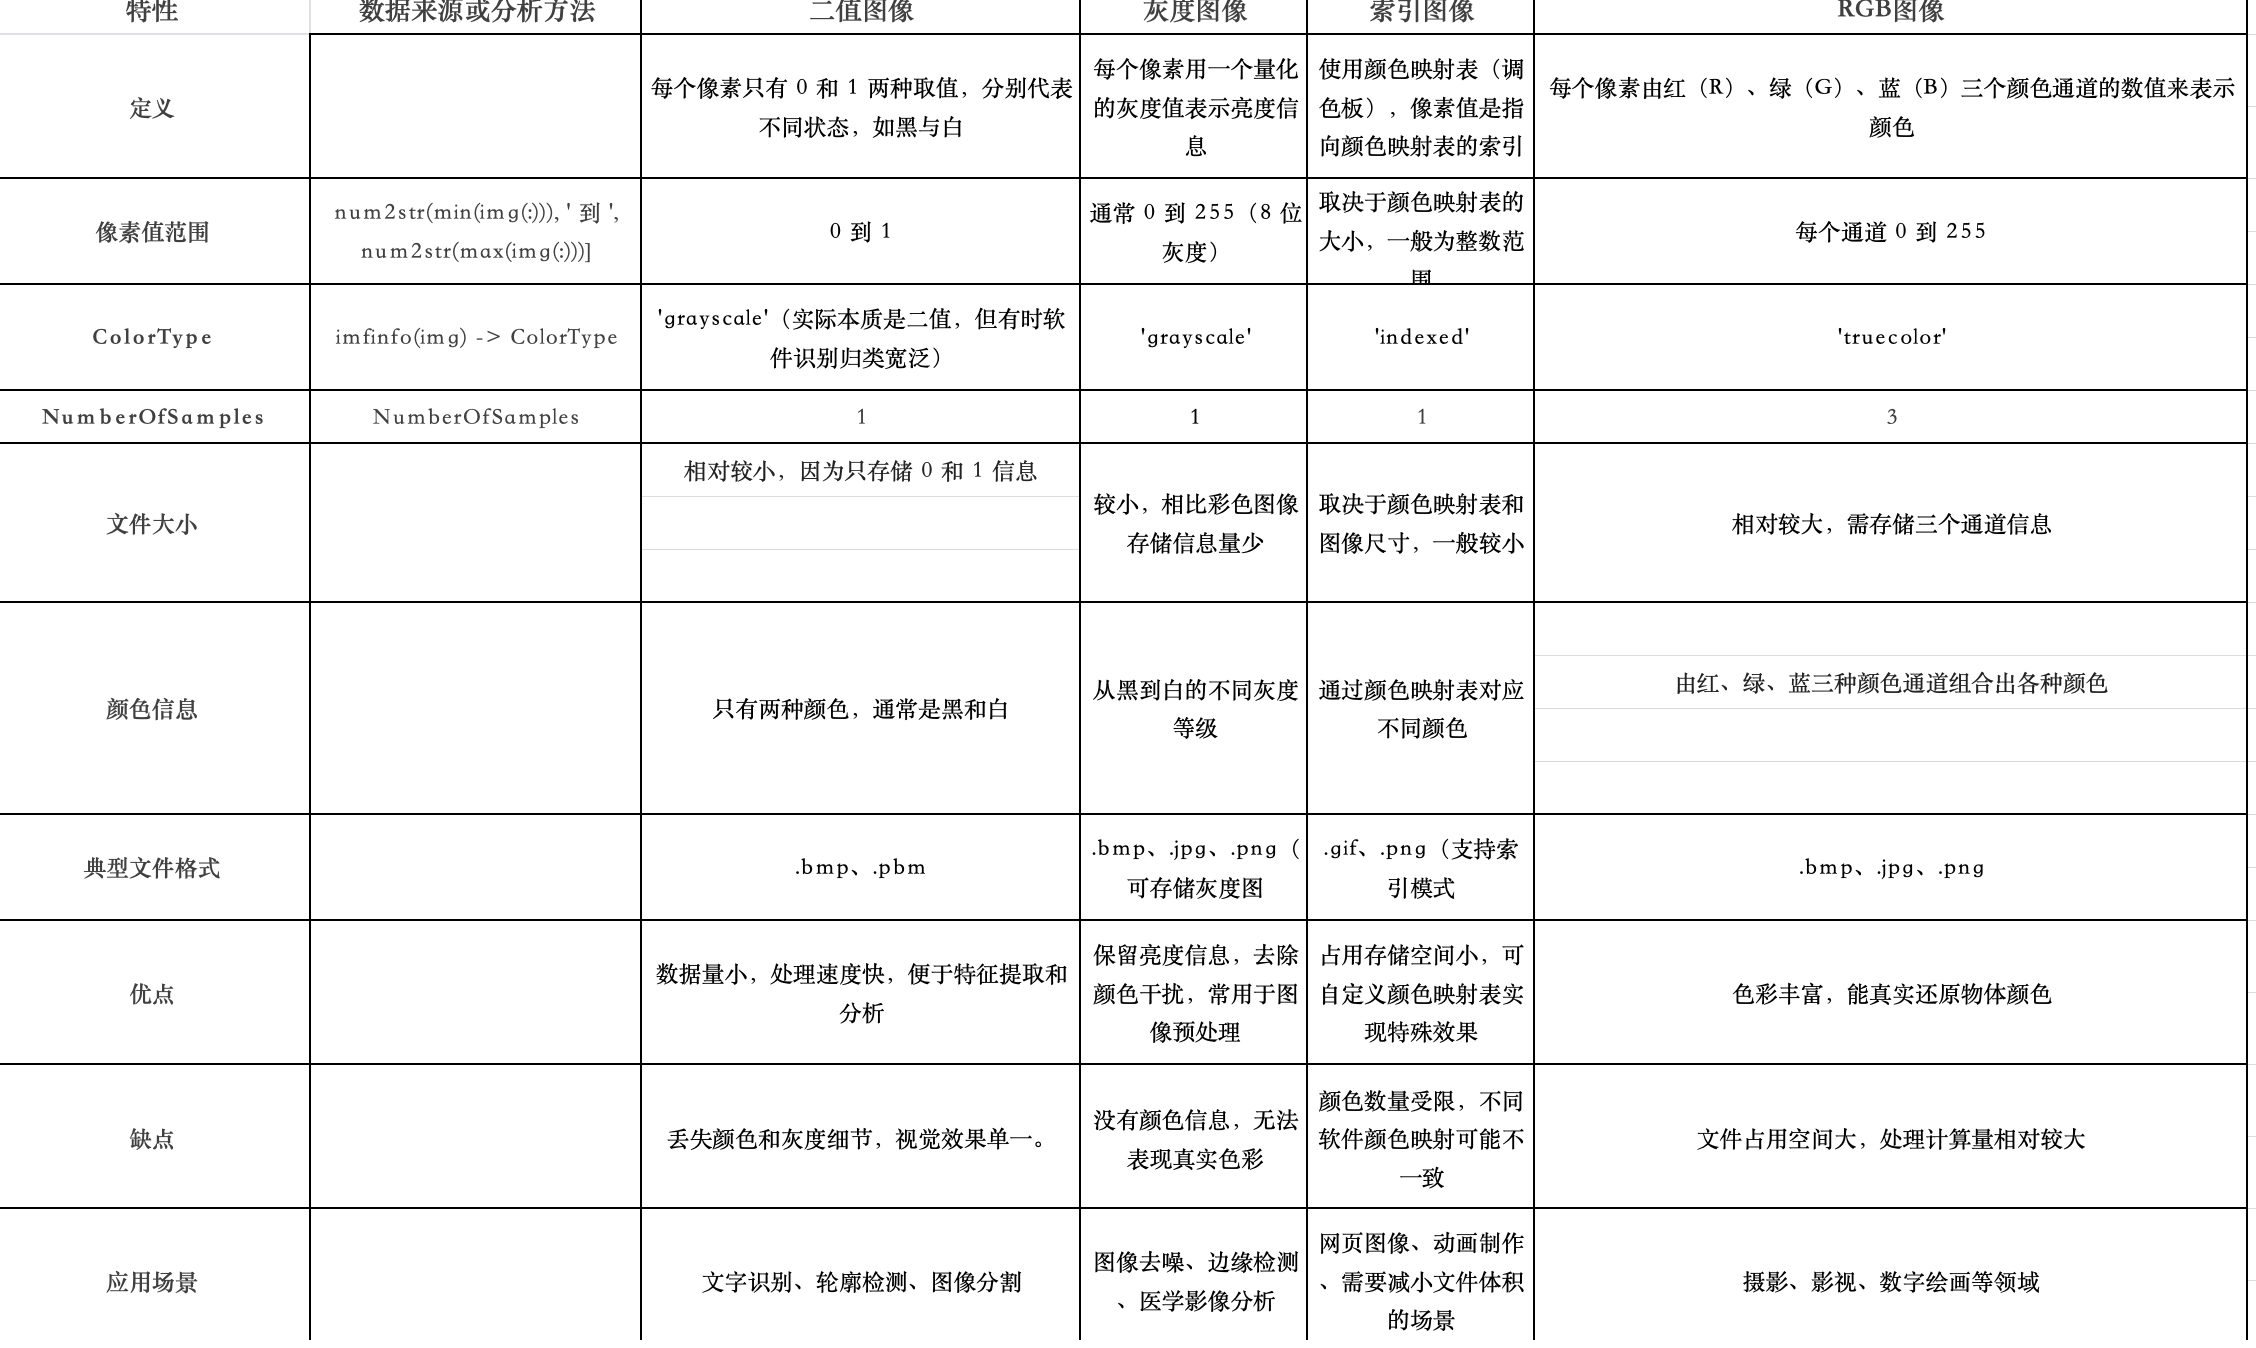 特性 数据来源或分析方法 二值图像 灰度图像 索引图像 RGB图像
定义
每个像素只有 0 和 1 两种取值，分别代表
不同状态，如黑与白
每个像素用一个量化
的灰度值表示亮度信
息
使用颜色映射表（调
色板），像素值是指
向颜色映射表的索引
每个像素由红（R）、绿（G）、蓝（B）三个颜色通道的数值来表示
颜色
像素值范围
num2str(min(img(:))), ' 到 ',
num2str(max(img(:)))]
0 到 1
通常 0 到 255（8 位
灰度）
取决于颜色映射表的
大小，一般为整数范
围
每个通道 0 到 255
ColorType
imfinfo(img) -> ColorType
'grayscale'（实际本质是二值，但有时软
件识别归类宽泛）
'grayscale'
'indexed'
'truecolor'
NumberOfSamples NumberOfSamples 1 1 1 3
文件大小
相对较小，因为只存储 0 和 1 信息
较小，相比彩色图像
存储信息量少
取决于颜色映射表和
图像尺寸，一般较小
相对较大，需存储三个通道信息
颜色信息
只有两种颜色，通常是黑和白
从黑到白的不同灰度
等级
通过颜色映射表对应
不同颜色
由红、绿、蓝三种颜色通道组合出各种颜色
典型文件格式
.bmp、.pbm
.bmp、.jpg、.png（
可存储灰度图
.gif、.png（支持索
引模式
.bmp、.jpg、.png
优点
数据量小，处理速度快，便于特征提取和
分析
保留亮度信息，去除
颜色干扰，常用于图
像预处理
占用存储空间小，可
自定义颜色映射表实
现特殊效果
色彩丰富，能真实还原物体颜色
缺点
丢失颜色和灰度细节，视觉效果单一。
没有颜色信息，无法
表现真实色彩
颜色数量受限，不同
软件颜色映射可能不
一致
文件占用空间大，处理计算量相对较大
应用场景
文字识别、轮廓检测、图像分割
图像去噪、边缘检测
、医学影像分析
网页图像、动画制作
、需要减小文件体积
的场景
摄影、影视、数字绘画等领域